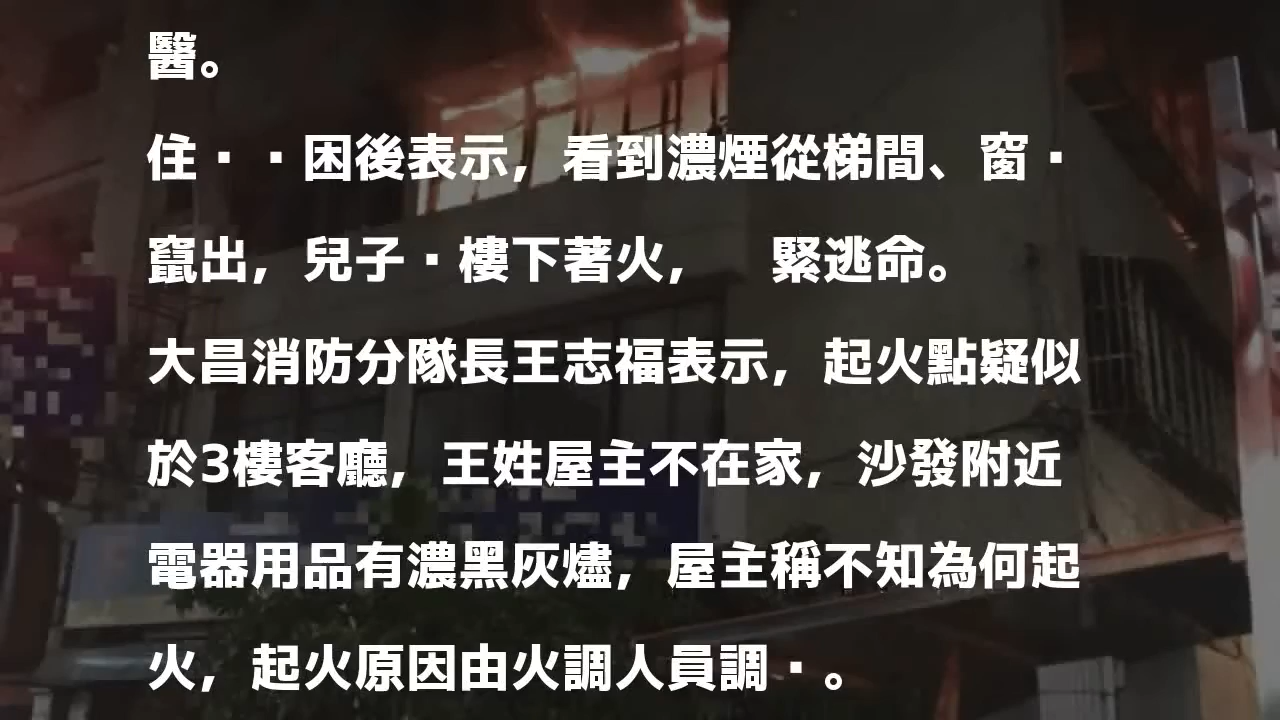 醫。
住▪▪困後表示，看到濃煙從梯間、窗▪
竄出，兒子▪樓下著火，　緊逃命。
大昌消防分隊長王志福表示，起火點疑似
於3樓客廳，王姓屋主不在家，沙發附近
電器用品有濃黑灰燼，屋主稱不知為何起
火，起火原因由火調人員調▪。